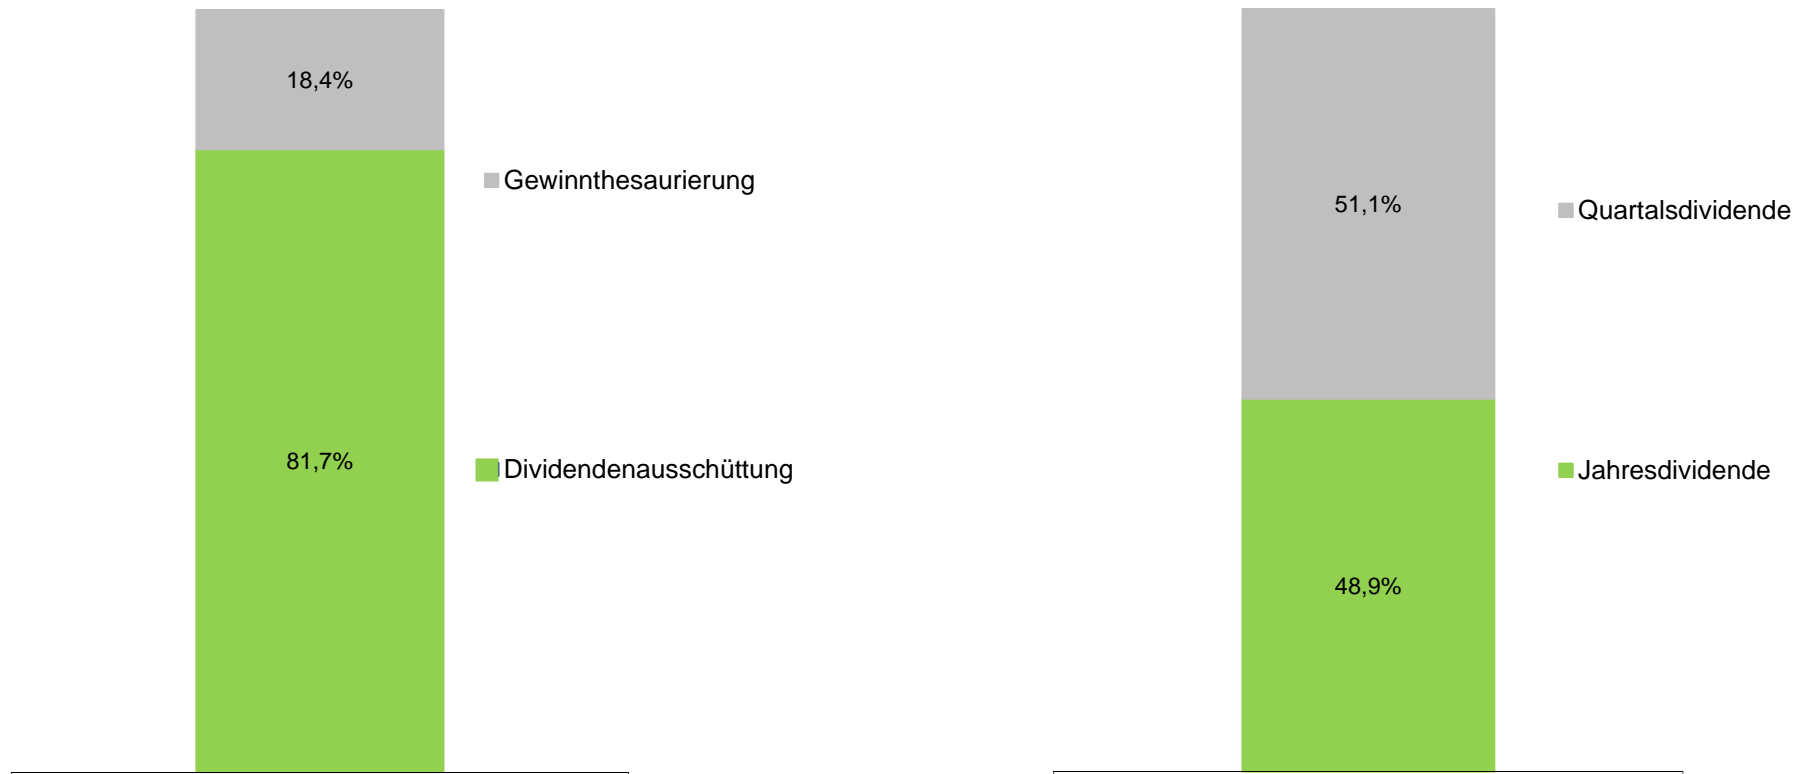 18,4%
Gewinnthesaurierung
81,7%
Dividendenausschüttung
51,1%
Quartalsdividende
48,9%
Jahresdividende